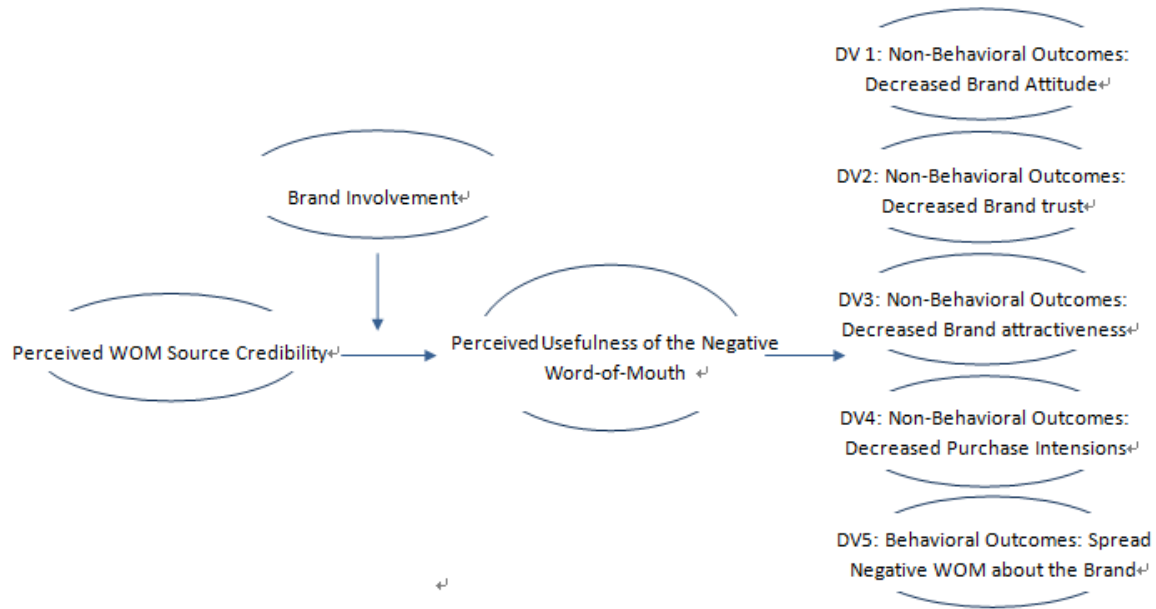 DV 1: Non-Behavioral Outcomes:
Decreased Brand Attitude↵
DV2: Non-Behavioral Outcomes:
Decreased Brand trust↵
Brand Involvement↵
DV3: Non-Behavioral Outcomes:
Decreased Brand attractiveness↵
Perceived WOM Source Credibility↵
Perceived Usefulness of the Negative
Word-of-Mouth ↵
DV4: Non-Behavioral Outcomes:
Decreased Purchase Intensions↵
DV5: Behavioral Outcomes: Spread
Negative WOM about the Brand↵
↵